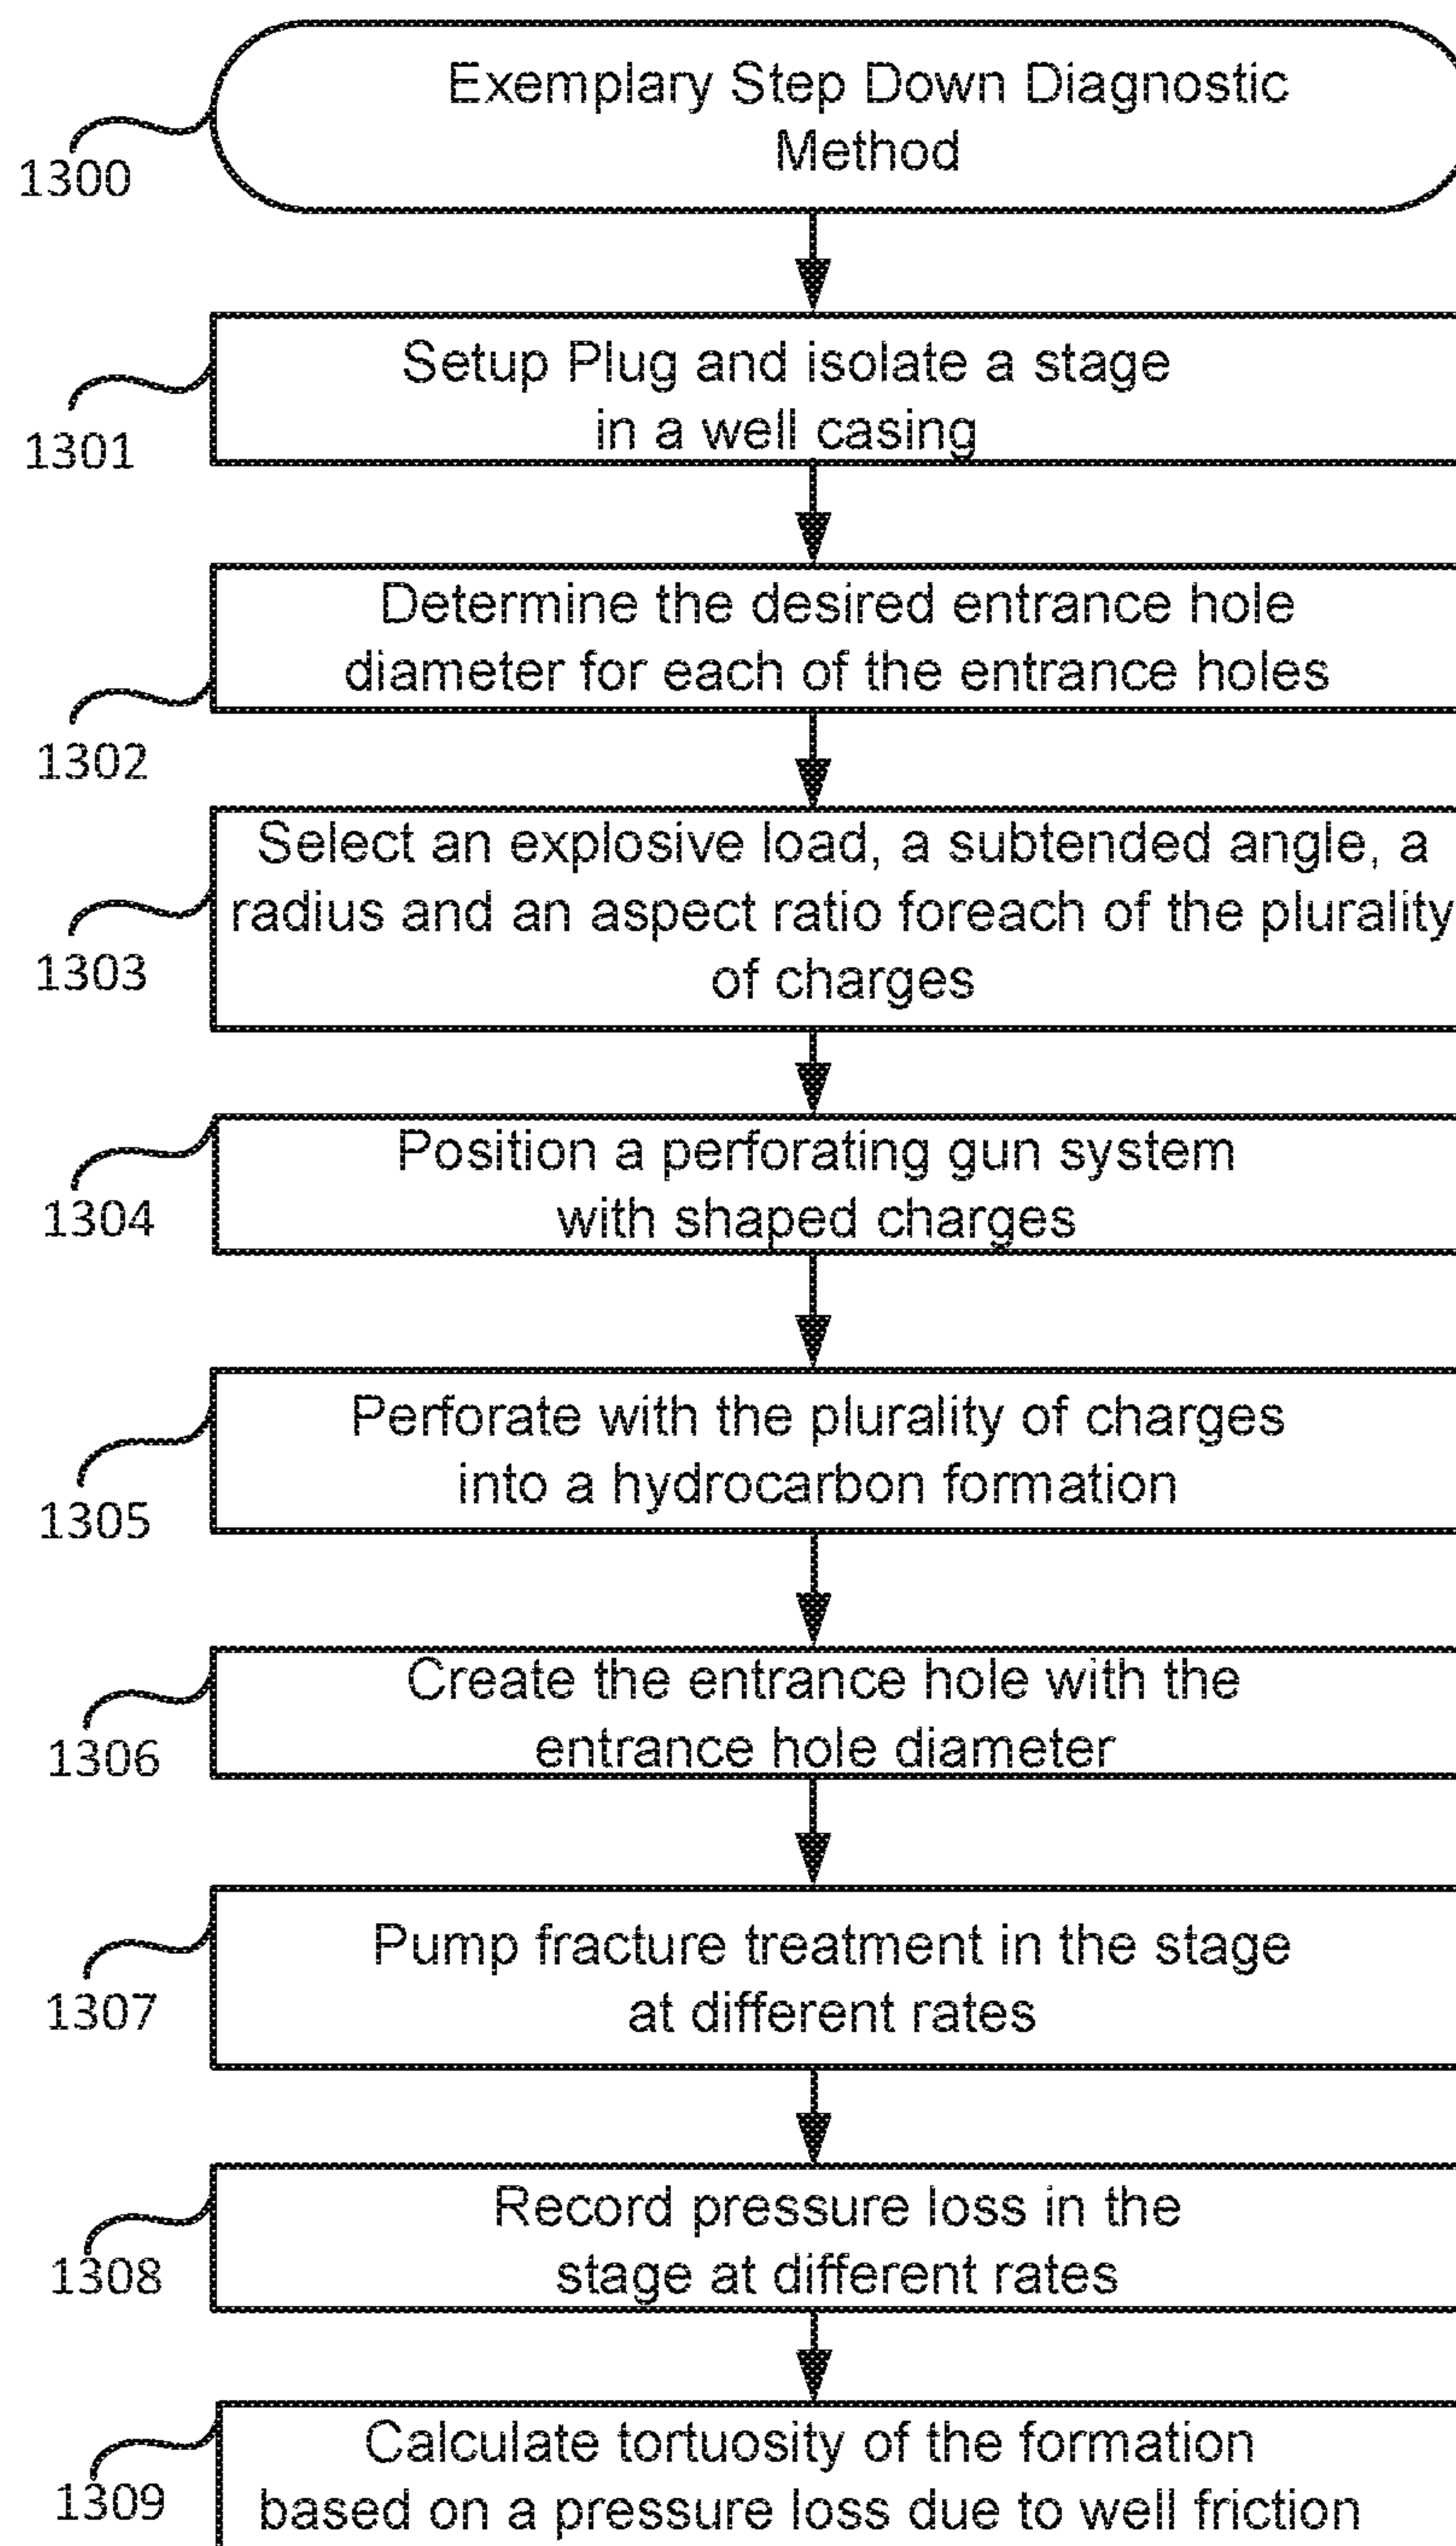 Exemplary Step Down Diagnostic
Method
1300
Setup Plug and isolate a stage
in a well casing
1301
Determine the desired entrance hole
diameter for each of the entrance holes
1302
Select an explosive load, a subtended angle, a
radius and an aspect ratio foreach of the plurality
of charges
1303
Position a perforating gun system
with shaped charges
1304
Perforate with the plurality of charges
into a hydrocarbon formation
1305
Create the entrance hole with the
entrance hole diameter
1306
Pump fracture treatment in the stage
at different rates
1307
Record pressure loss in the
stage at different rates
1308
Calculate tortuosity of the formation
based on a pressure loss due to well friction
1309